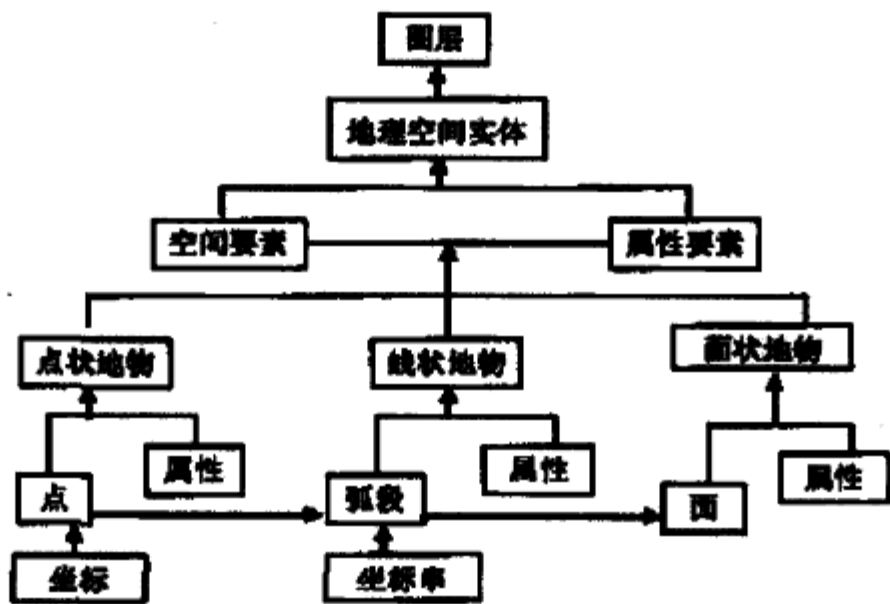 图层
地理空间实体
空间要素
属性要素
点状地物
线状地物
面状地物
属性
属性
属性
点
弧段
面
坐标
坐标串